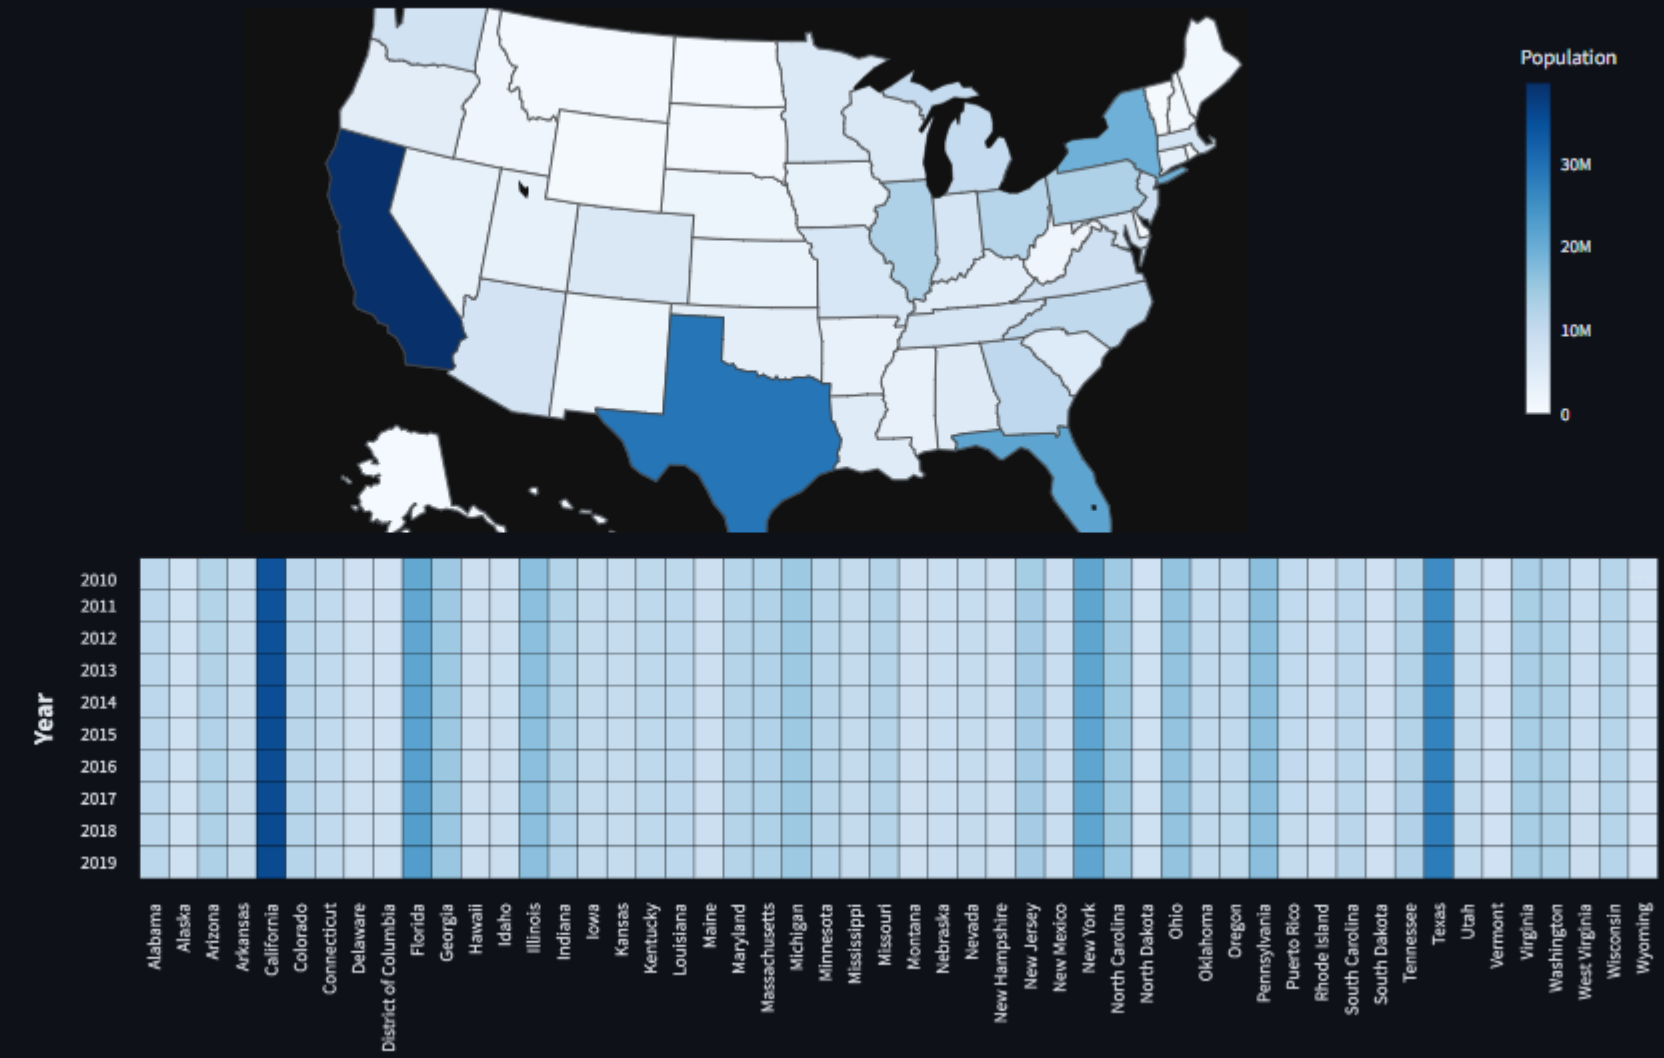 Population
30M
20M
10M
0
Year
2010
2011
2012
2013
2014
2015
2016
2017
2018
2019
Alabama
Alaska
Arizona
Arkansas
California
Colorado
Connecticut
Delaware
District of Columbia
Florida
Georgia
Hawaii
Idaho
Illinois
Indiana
Iowa
Kansas
Kentucky
Louisiana
Maine
Maryland
Massachusetts
Michigan
Minnesota
Mississippi
Missouri
Montana
Nebraska
Nevada
New Hampshire
New Jersey
New Mexico
New York
North Carolina
North Dakota
Ohio
Oklahoma
Oregon
Pennsylvania
Puerto Rico
Rhode Island
South Carolina
South Dakota
Tennessee
Texas
Utah
Vermont
Virginia
Washington
West Virginia
Wisconsin
Wyoming